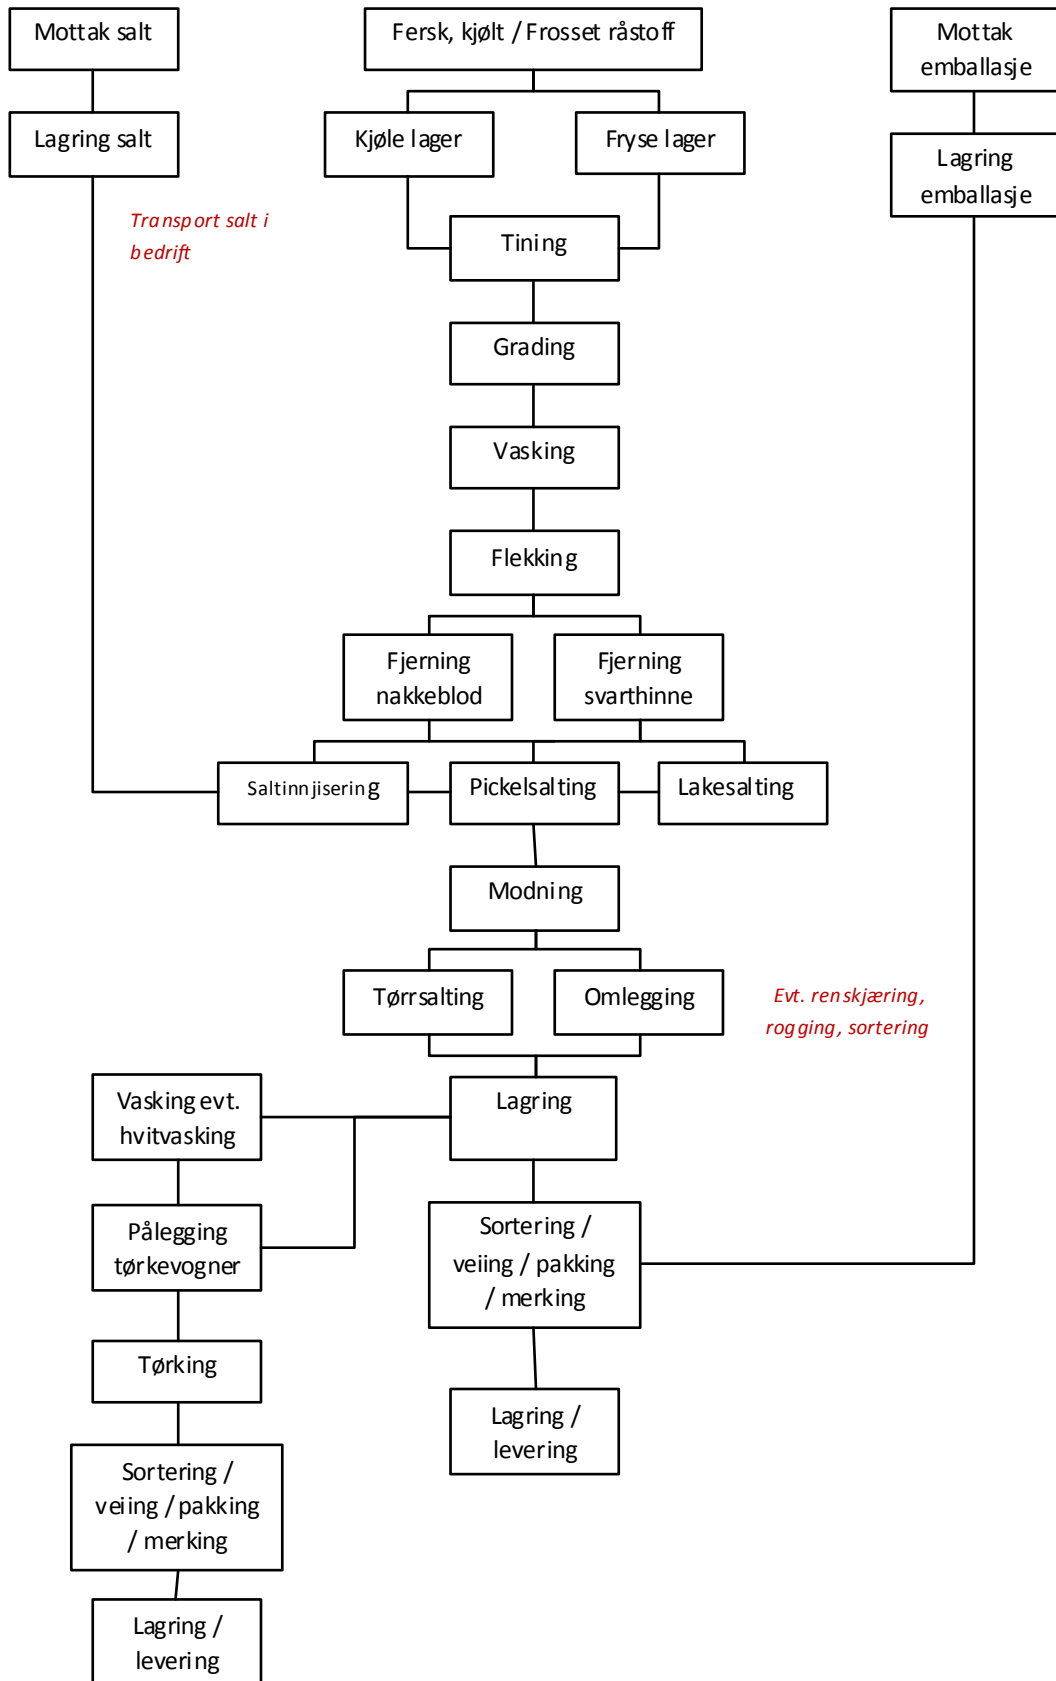 Mottak salt
Fersk, kjølt / Frosset råstoff
Mottak
emballasje
Lagring salt
Kjøle lager
Fryse lager
Lagring
emballasje
Transport salt i
bedrift
Tining
Grading
Vasking
Flekking
Fjerning
nakkeblod
Fjerning
svarthinne
Saltinnjisering
Pickelsalting
Lakesalting
Modning
Tørrsalting
Omlegging
Evt. renskjæring,
rogging, sortering
Vasking evt.
hvitvasking
Lagring
Pålegging
tørkevogner
Sortering /
veiing / pakking
/ merking
Tørking
Lagring /
levering
Sortering /
veiing / pakking
/ merking
Lagring /
levering